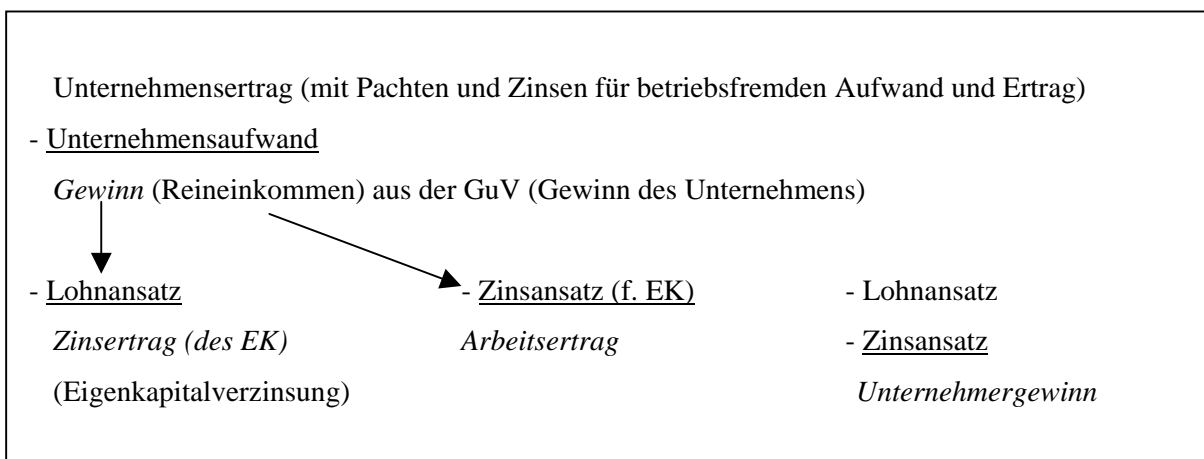 Unternehmensertrag (mit Pachten und Zinsen für betriebsfremden Aufwand und Ertrag)
- Unternehmensaufwand
Gewinn (Reineinkommen) aus der GuV (Gewinn des Unternehmens)
- Lohnansatz - Zinsansatz (f. EK) - Lohnansatz
Zinsertrag (des EK) Arbeitsertrag - Zinsansatz
(Eigenkapitalverzinsung) Unternehmergewinn